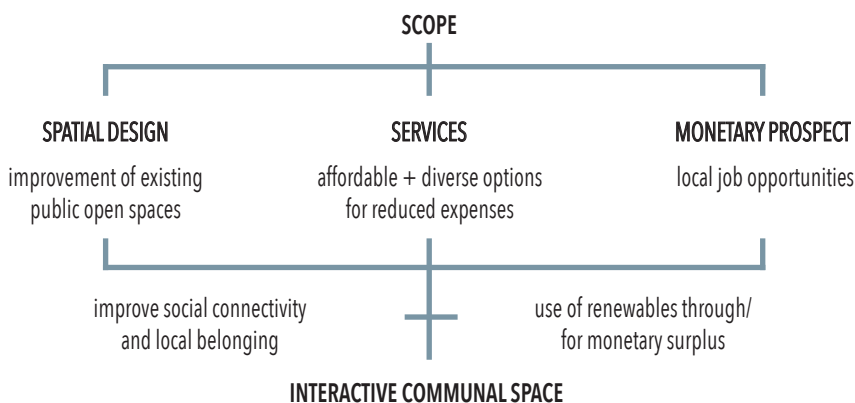 SCOPE
SPATIAL DESIGN
improvement of existing
public open spaces
SERVICES
affordable + diverse options
for reduced expenses
MONETARY PROSPECT
local job opportunities
improve social connectivity
and local belonging
use of renewables through/
for monetary surplus
INTERACTIVE COMMUNAL SPACE